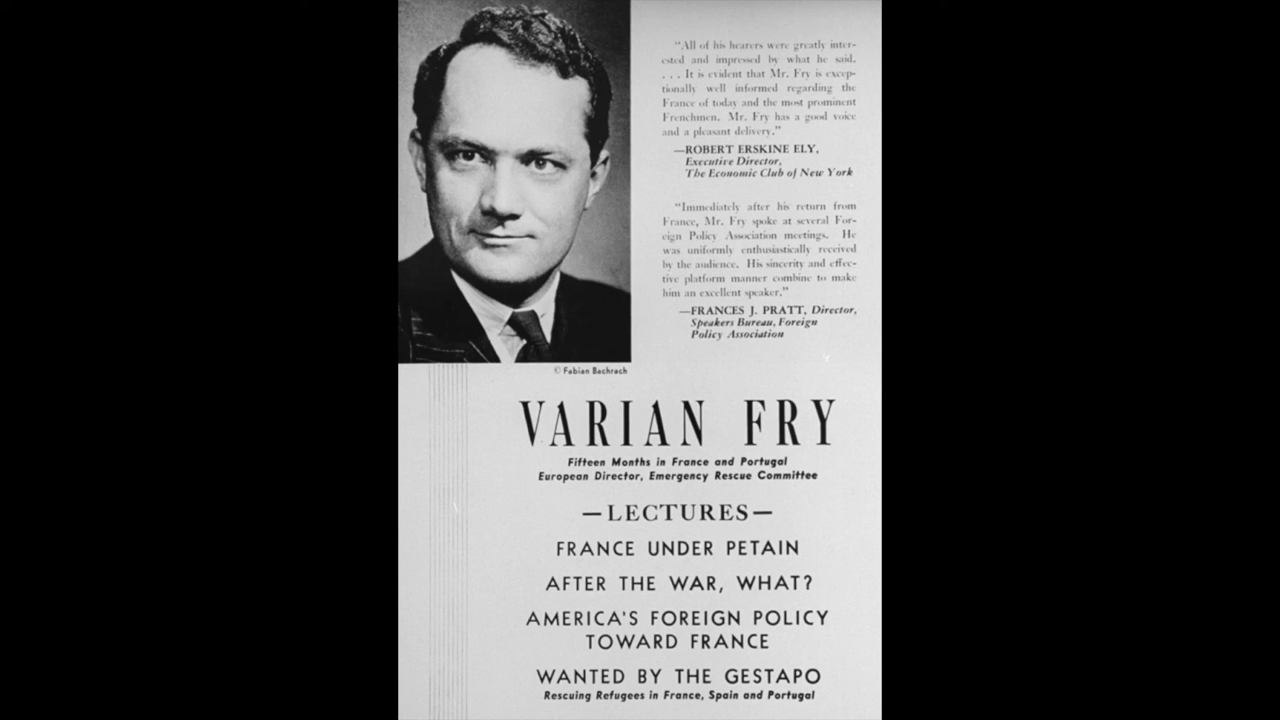 “All of his hearers were greatly inter-
ested and impressed by what he said.
. . . It is evident that Mr. Fry is excep-
tionally well informed regarding the
France of today and the most prominent
Frenchmen. Mr. Fry has a good voice
and a pleasant delivery.”
—ROBERT ERSKINE ELY,
Executive Director,
The Economic Club of New York
“Immediately after his return from
France, Mr. Fry spoke at several For-
eign Policy Association meetings. He
was uniformly enthusiastically received
by the audience. His sincerity and effec-
tive platform manner combine to make
him an excellent speaker.”
—FRANCES J. PRATT, Director,
Speakers Bureau, Foreign
Policy Association
© Fabian Bachrach
VARIAN FRY
Fifteen Months in France and Portugal
European Director, Emergency Rescue Committee
—LECTURES—
FRANCE UNDER PETAIN
AFTER THE WAR, WHAT?
AMERICA'S FOREIGN POLICY
TOWARD FRANCE
WANTED BY THE GESTAPO
Rescuing Refugees in France, Spain and Portugal